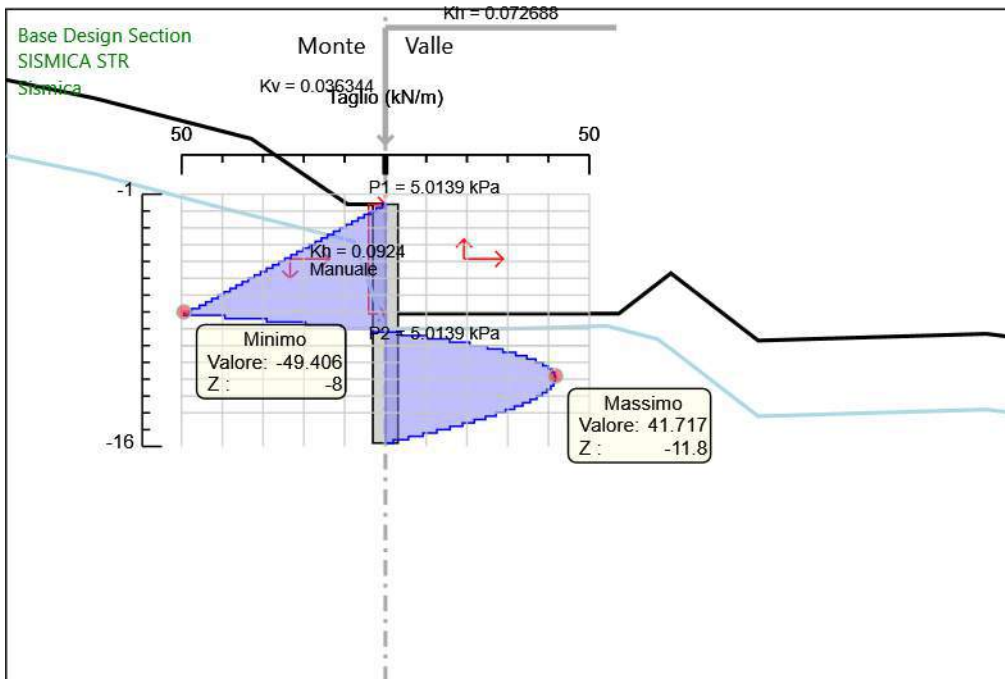 Kh = 0.072688
Base Design Section
SISMICA STR
Sismica
Monte
Valle
Kv = 0.036344
Taglio (kN/m)
50
50
-1
P1 = 5.0139 kPa
Kh = 0.0924
Manuale
P2 = 5.0139 kPa
Minimo
Valore: -49.406
Z : -8
Massimo
Valore: 41.717
Z : -11.8
-16